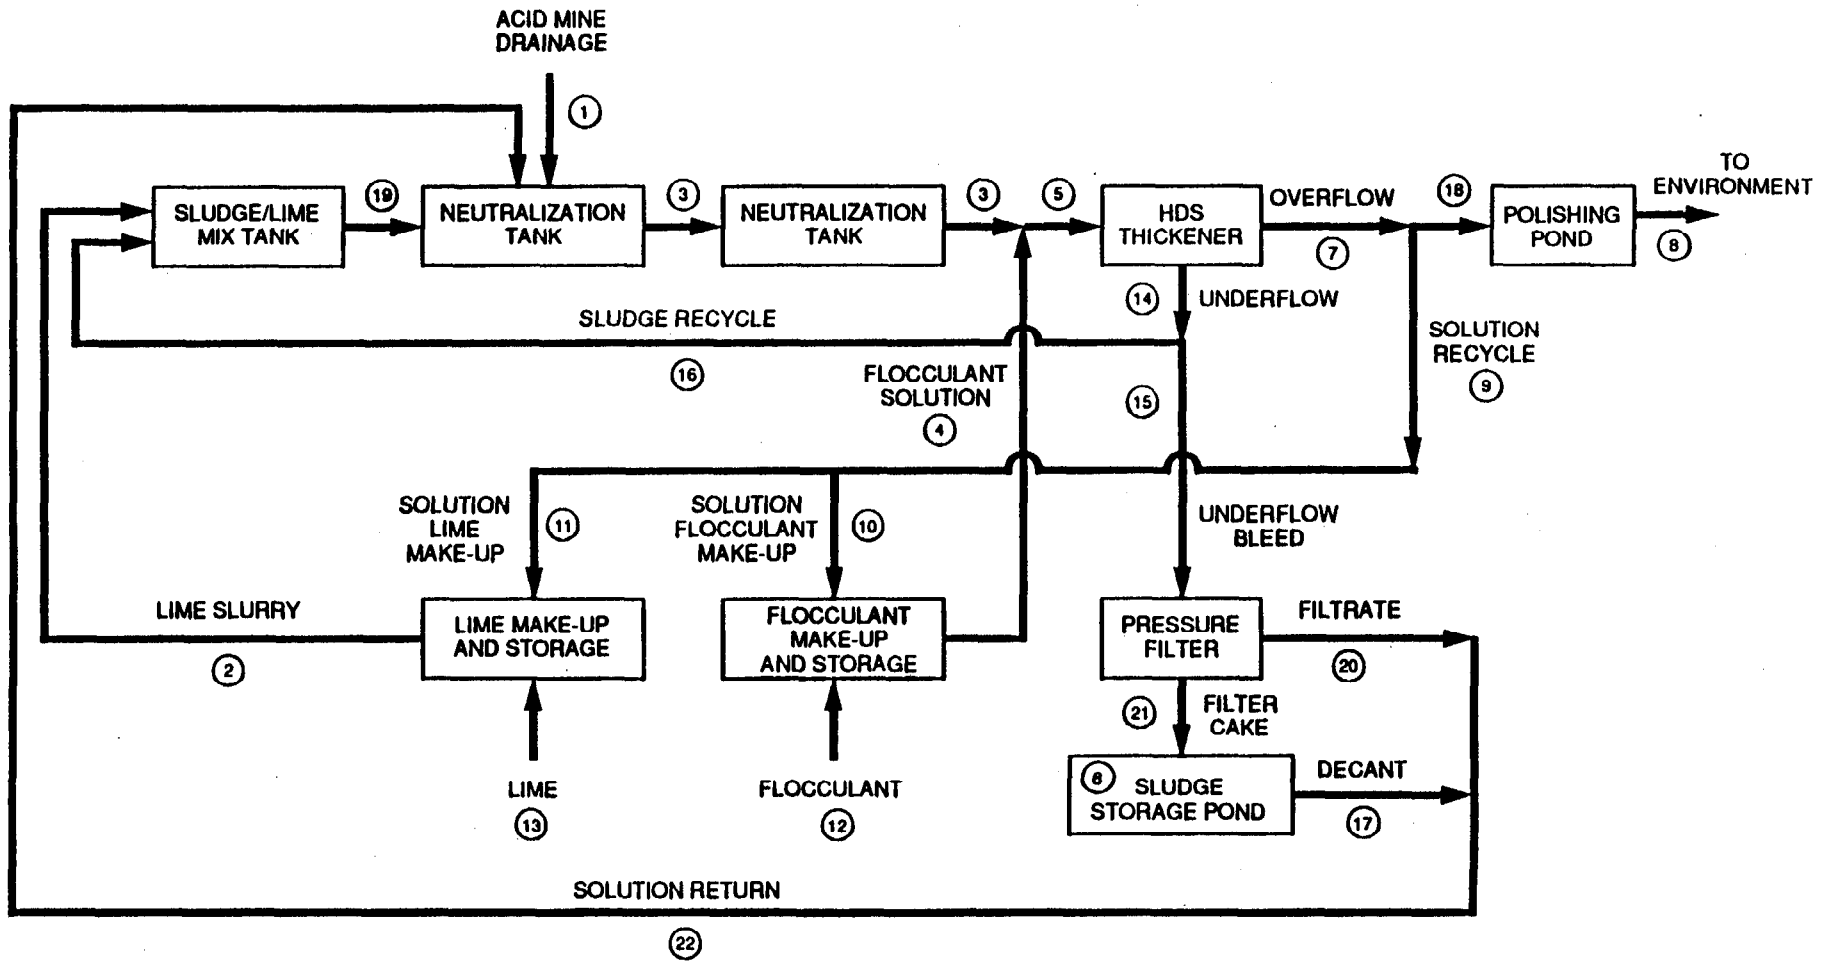 ACID MINE
DRAINAGE
1
SLUDGE/LIME
MIX TANK
19
NEUTRALIZATION
TANK
3
NEUTRALIZATION
TANK
3
5
HDS
THICKENER
OVERFLOW
7
18
POLISHING
POND
TO
ENVIRONMENT
8
14
UNDERFLOW
SLUDGE RECYCLE
16
FLOCCULANT
SOLUTION
4
15
SOLUTION
RECYCLE
9
SOLUTION
LIME
MAKE-UP
11
SOLUTION
FLOCCULANT
MAKE-UP
10
UNDERFLOW
BLEED
LIME SLURRY
2
LIME MAKE-UP
AND STORAGE
FLOCCULANT
MAKE-UP
AND STORAGE
PRESSURE
FILTER
FILTRATE
20
21
FILTER
CAKE
LIME
13
FLOCCULANT
12
6
SLUDGE
STORAGE POND
DECANT
17
SOLUTION RETURN
22